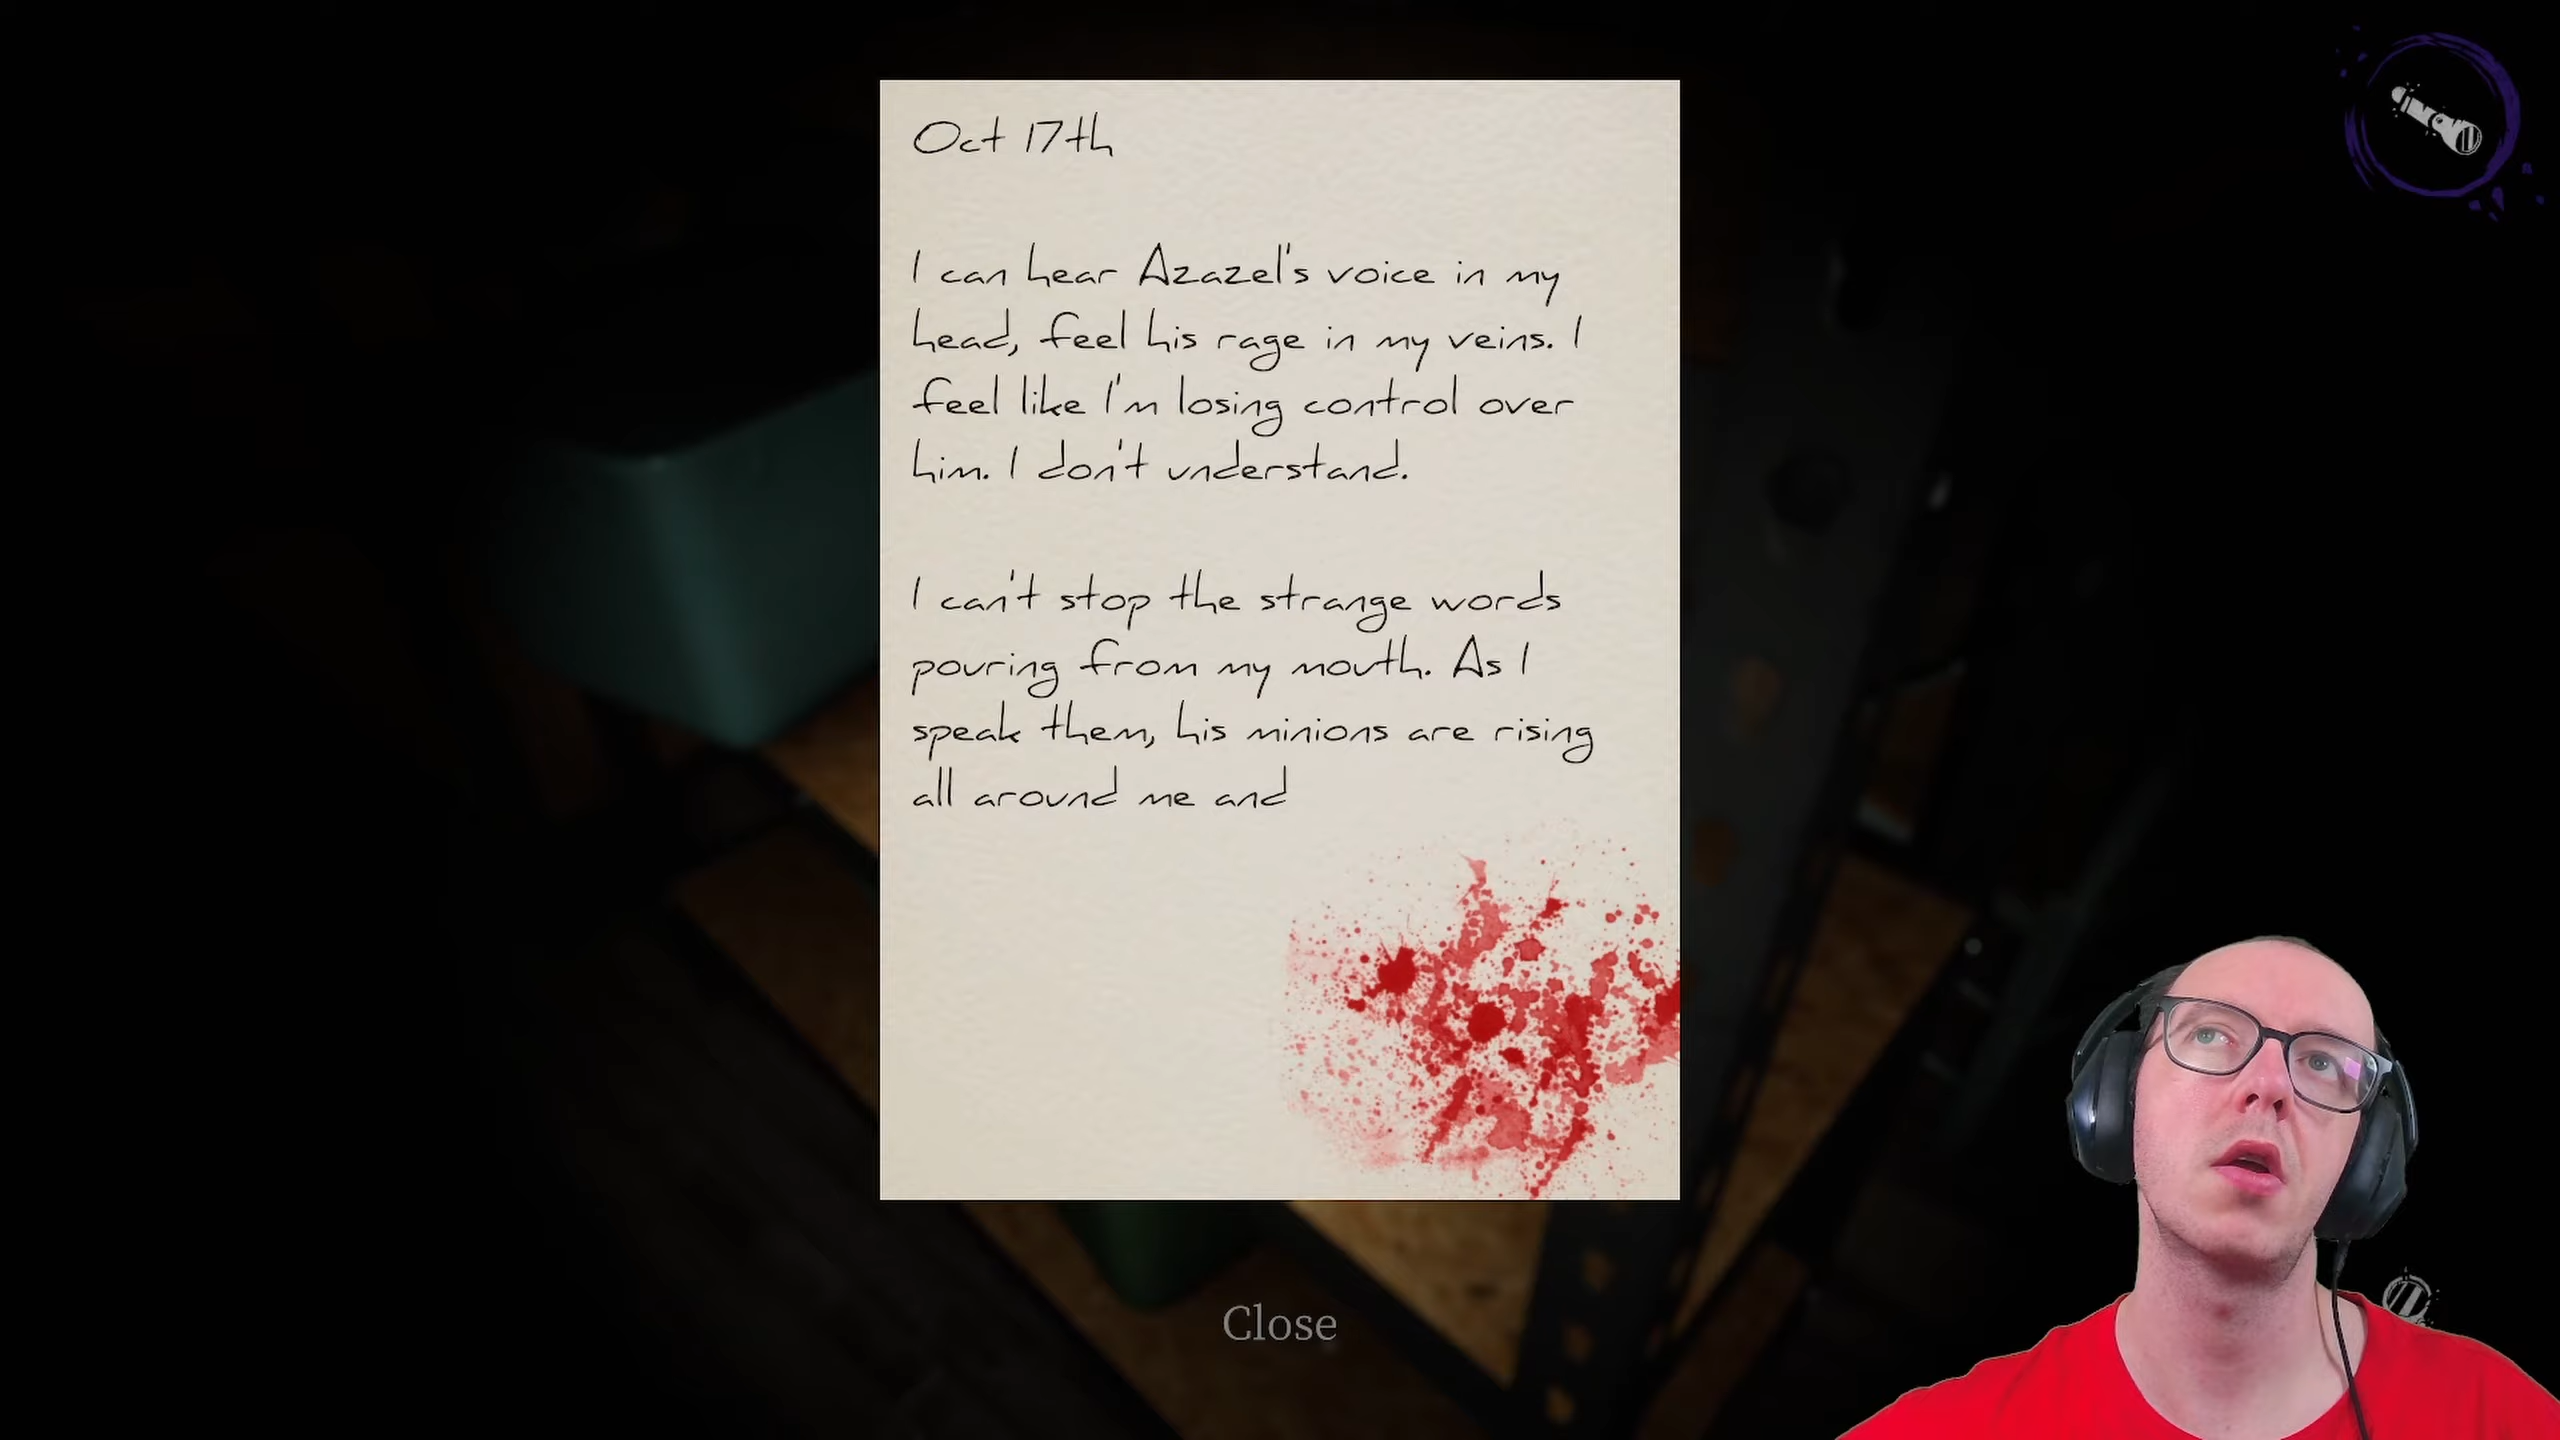 Oct 17th
I can hear Azazel's voice in my
head, feel his rage in my veins. I
feel like I'm losing control over
him. I don't understand.
I can't stop the strange words
pouring from my mouth. As I
speak them, his minions are rising
all around me and
Close